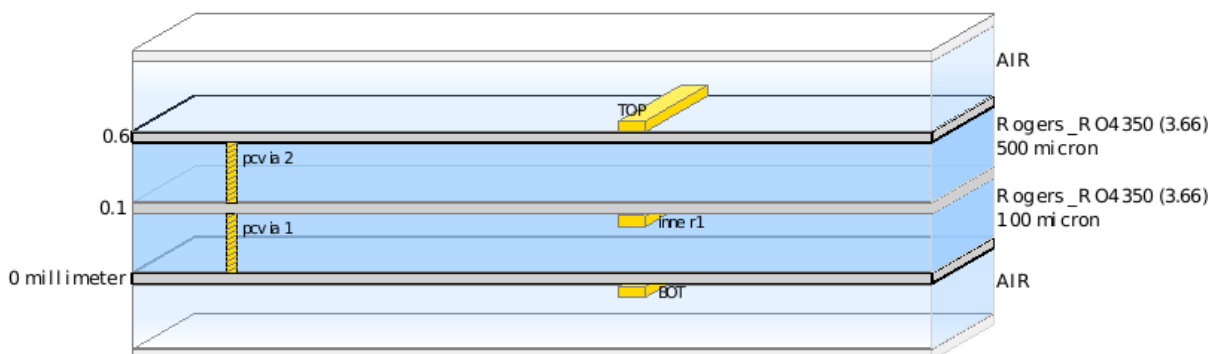 AIR
TOP
0.6
Rogers_RO4350 (3.66)
500 micron
pcvia 2
0.1
Rogers_RO4350 (3.66)
100 micron
inner1
pcvia 1
0 millimeter
AIR
BOT